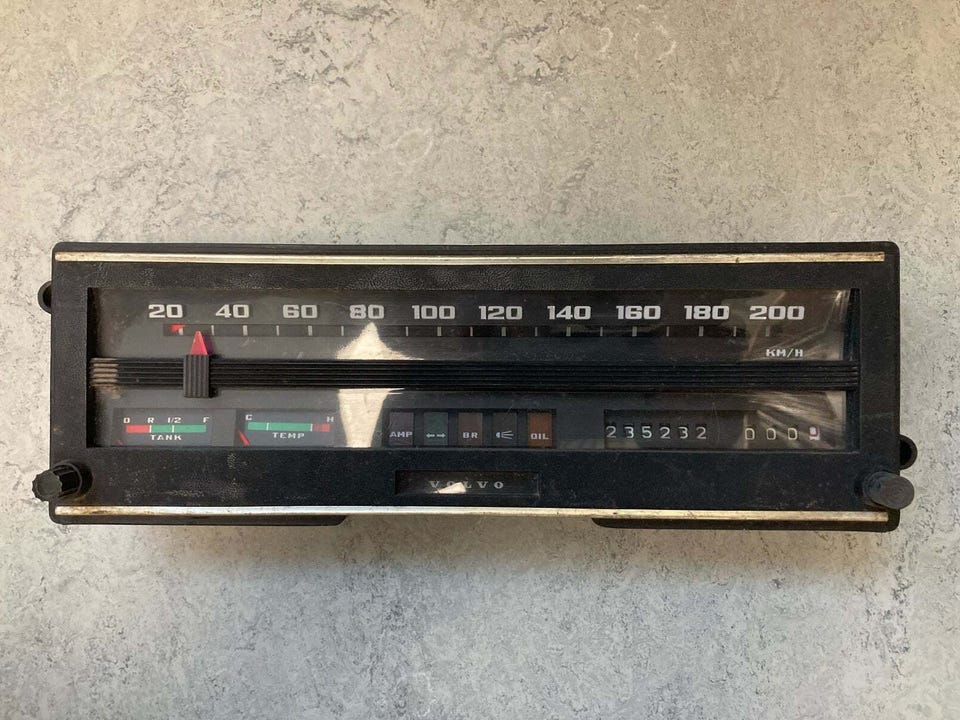 20 40 60 80 100 120 140 160 180 200
KM/H
0 R 1/2 F
TANK
C H
TEMP
AMP BR OIL
235232
000
VOLVO